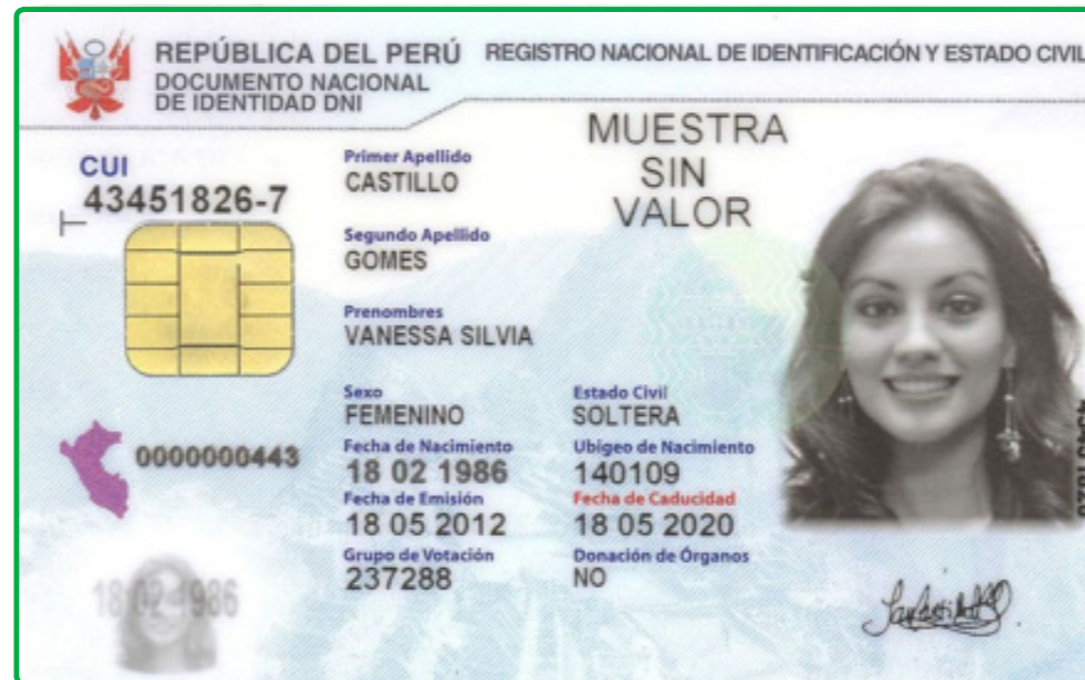 REPÚBLICA DEL PERÚ
REGISTRO NACIONAL DE IDENTIFICACIÓN Y ESTADO CIVIL
DOCUMENTO NACIONAL
DE IDENTIDAD DNI
MUESTRA
SIN
VALOR
CUI
43451826-7
Primer Apellido
CASTILLO
Segundo Apellido
GOMES
Prenombres
VANESSA SILVIA
Sexo
FEMENINO
Estado Civil
SOLTERA
0000000443
Fecha de Nacimiento
18 02 1986
Ubigeo de Nacimiento
140109
Fecha de Emisión
18 05 2012
Fecha de Caducidad
18 05 2020
Grupo de Votación
237288
Donación de Órganos
NO
18 02 1986